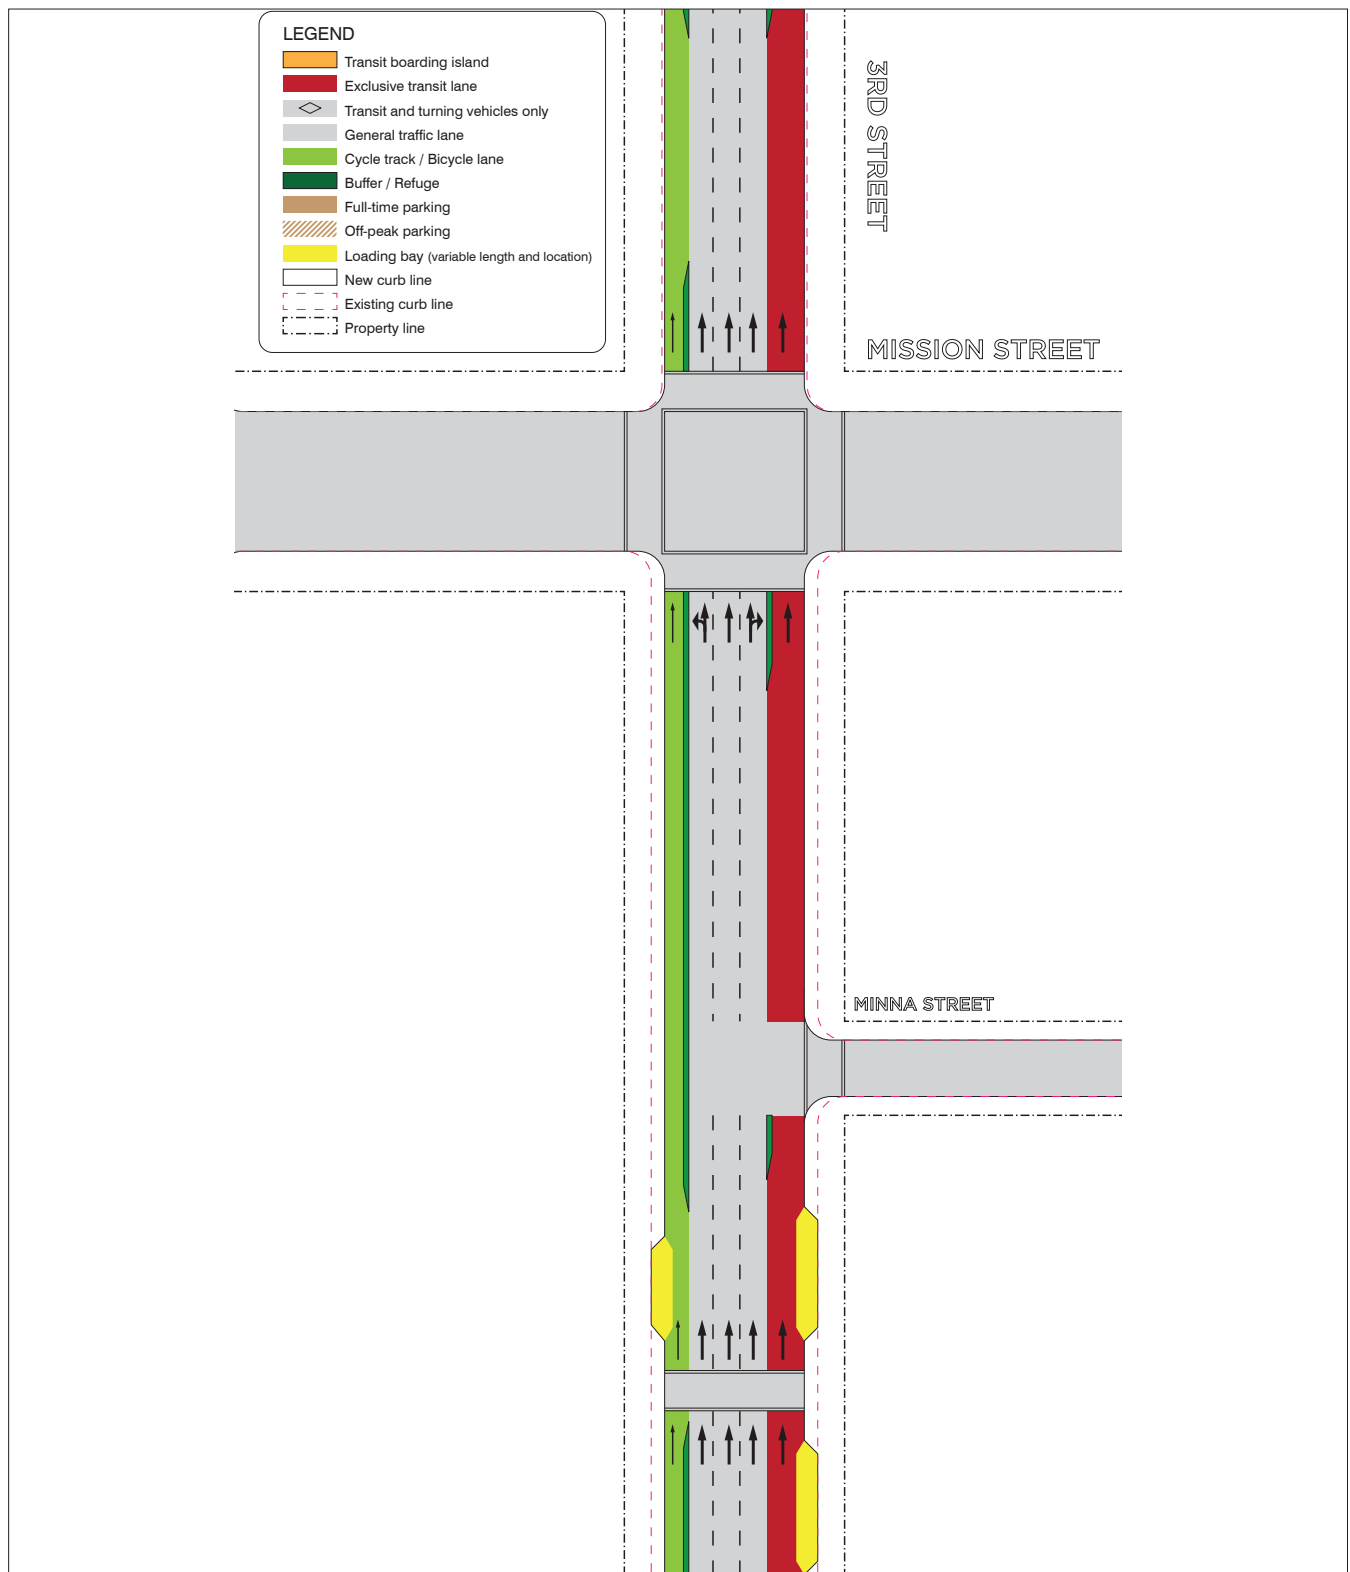 LEGEND
Transit boarding island
Exclusive transit lane
Transit and turning vehicles only
General traffic lane
Cycle track / Bicycle lane
Buffer / Refuge
Full-time parking
Off-peak parking
Loading bay (variable length and location)
New curb line
Existing curb line
Property line
3RD STREET
MISSION STREET
MINNA STREET